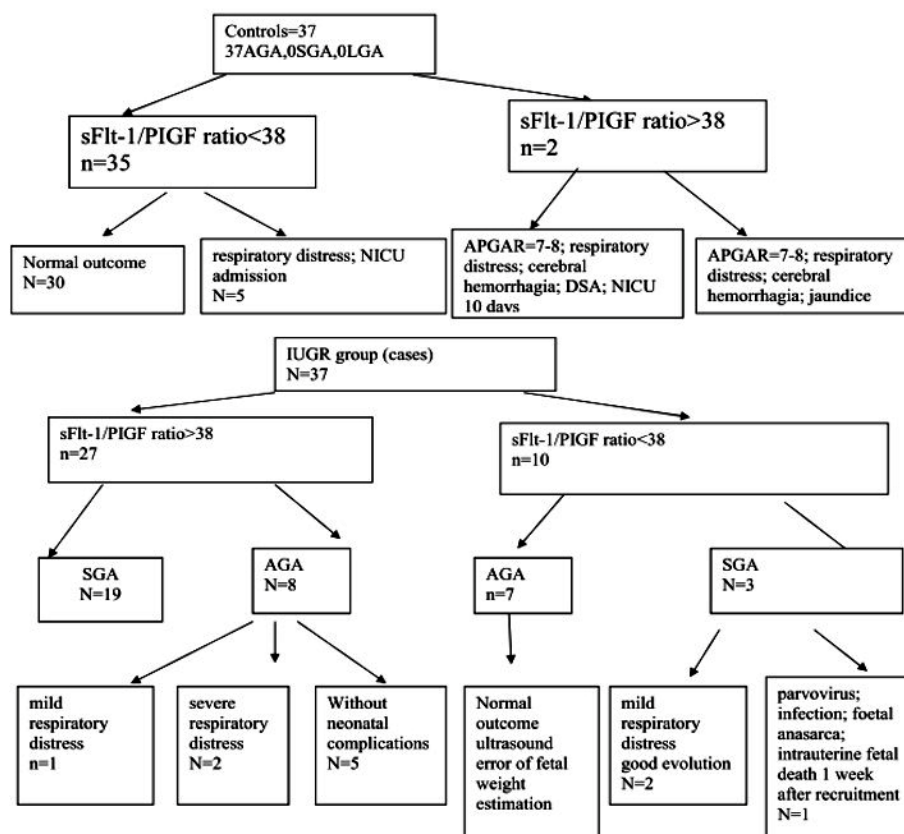 Controls=37
37AGA,0SGA,0LGA
sFlt-1/PIGF ratio<38
n=35
sFlt-1/PIGF ratio>38
n=2
Normal outcome
N=30
respiratory distress; NICU
admission
N=5
APGAR=7-8; respiratory
distress; cerebral
hemorrhagia; DSA; NICU
10 days
APGAR=7-8; respiratory
distress; cerebral
hemorrhagia; jaundice
IUGR group (cases)
N=37
sFlt-1/PIGF ratio>38
n=27
sFlt-1/PIGF ratio<38
n=10
SGA
N=19
AGA
N=8
AGA
n=7
SGA
N=3
mild
respiratory
distress
n=1
severe
respiratory
distress
N=2
Without
neonatal
complications
N=5
Normal
outcome
ultrasound
error of fetal
weight
estimation
mild
respiratory
distress
good evolution
N=2
parvovirus;
infection; foetal
anasarca;
intrauterine fetal
death 1 week
after recruitment
N=1